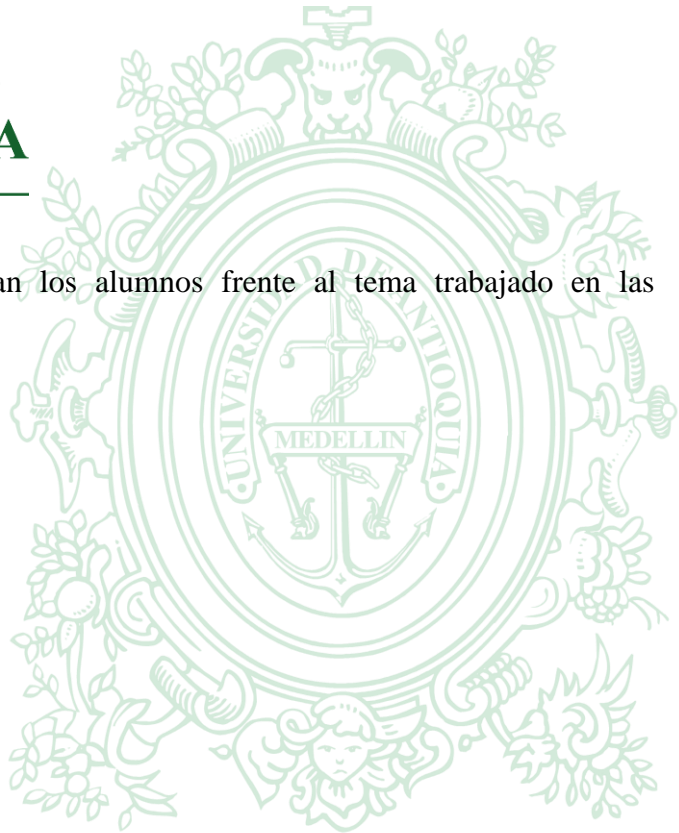 A
an los alumnos frente al tema trabajado en las
UNIVERSIDAD DE ANTIOQUIA
MEDELLIN